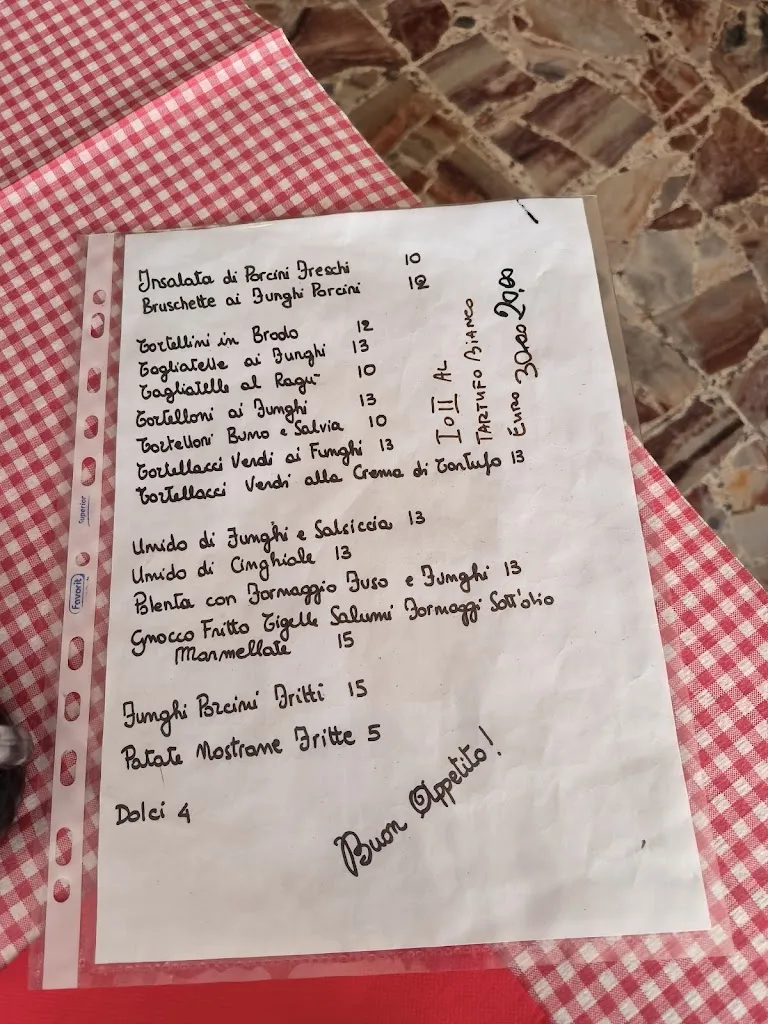 Insalata di Porcini Freschi 10
Bruschette ai Funghi Porcini 12
Tortellini in Brodo 12
Tagliatelle ai Funghi 13
Tagliatelle al Ragù 10
Tortelloni ai Funghi 13
Tortelloni Burro e Salvia 10
Tortellacci Verdi ai Funghi 13
Tortellacci Verdi alla Crema di Tartufo 13
I o II AL
TARTUFO BIANCO
EURO 20,00
Umido di Funghi e Salsiccia 13
Umido di Cinghiale 13
Polenta con Formaggio Fuso e Funghi 13
Gnocco Fritto Tigelle Salumi Formaggi Sott'olio
Marmellate 15
Funghi Porcini Fritti 15
Patate Nostrane Fritte 5
Dolci 4
Buon Appetito!
Superior
Favorit